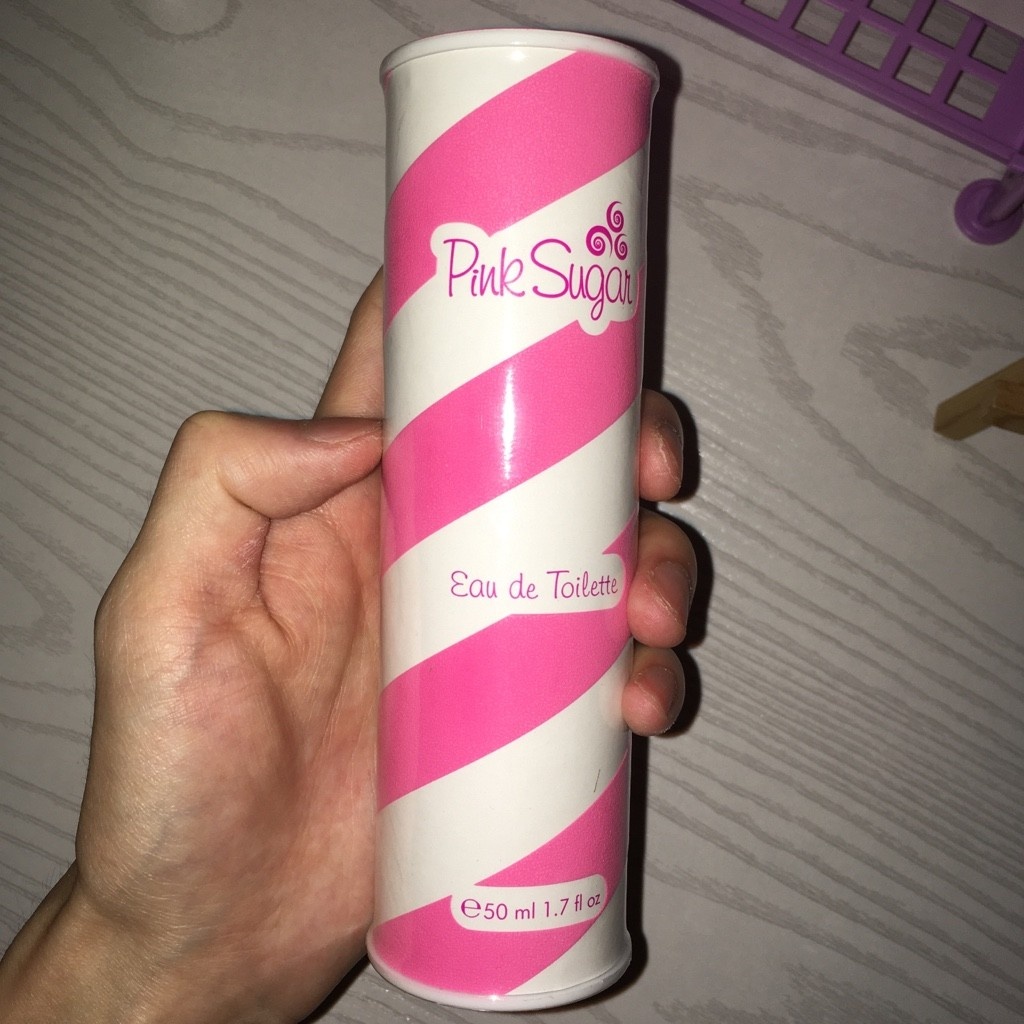 Pink Sugar
Eau de Toilette
℮50 ml 1.7 fl oz